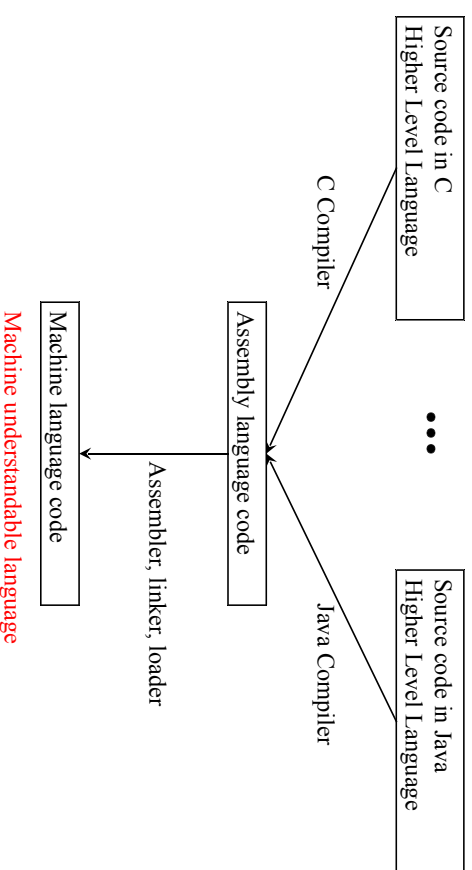 Source code in C
Higher Level Language
•••
Source code in Java
Higher Level Language
C Compiler
Java Compiler
Assembly language code
Assembler, linker, loader
Machine language code
Machine understandable language